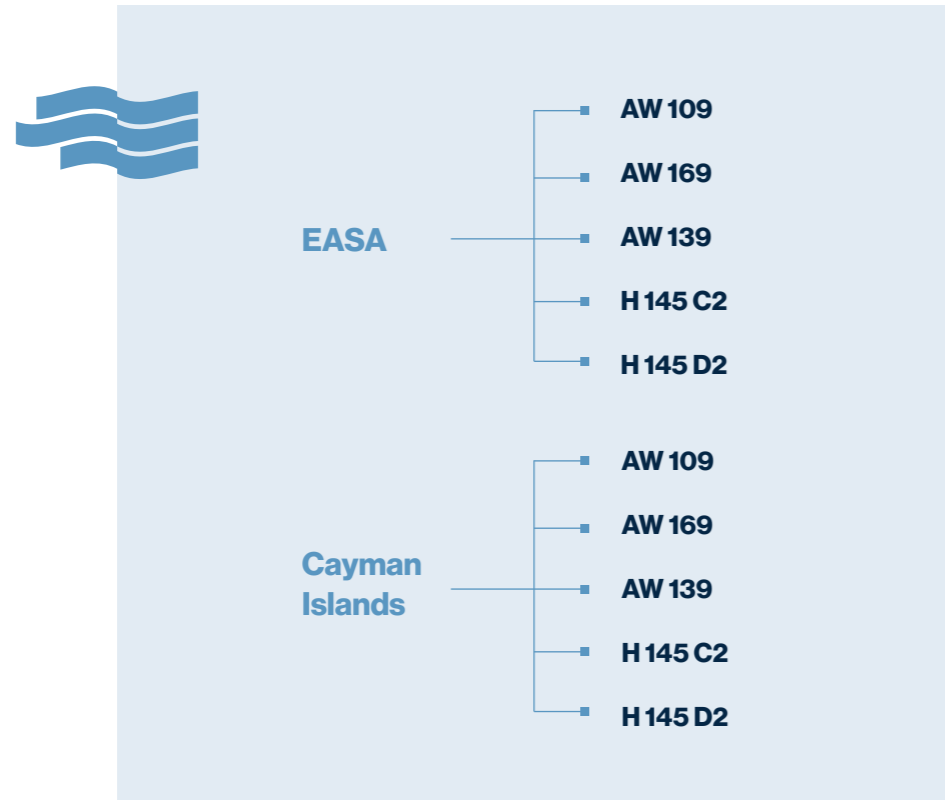 EASA
AW 109
AW 169
AW 139
H 145 C2
H 145 D2
Cayman
Islands
AW 109
AW 169
AW 139
H 145 C2
H 145 D2